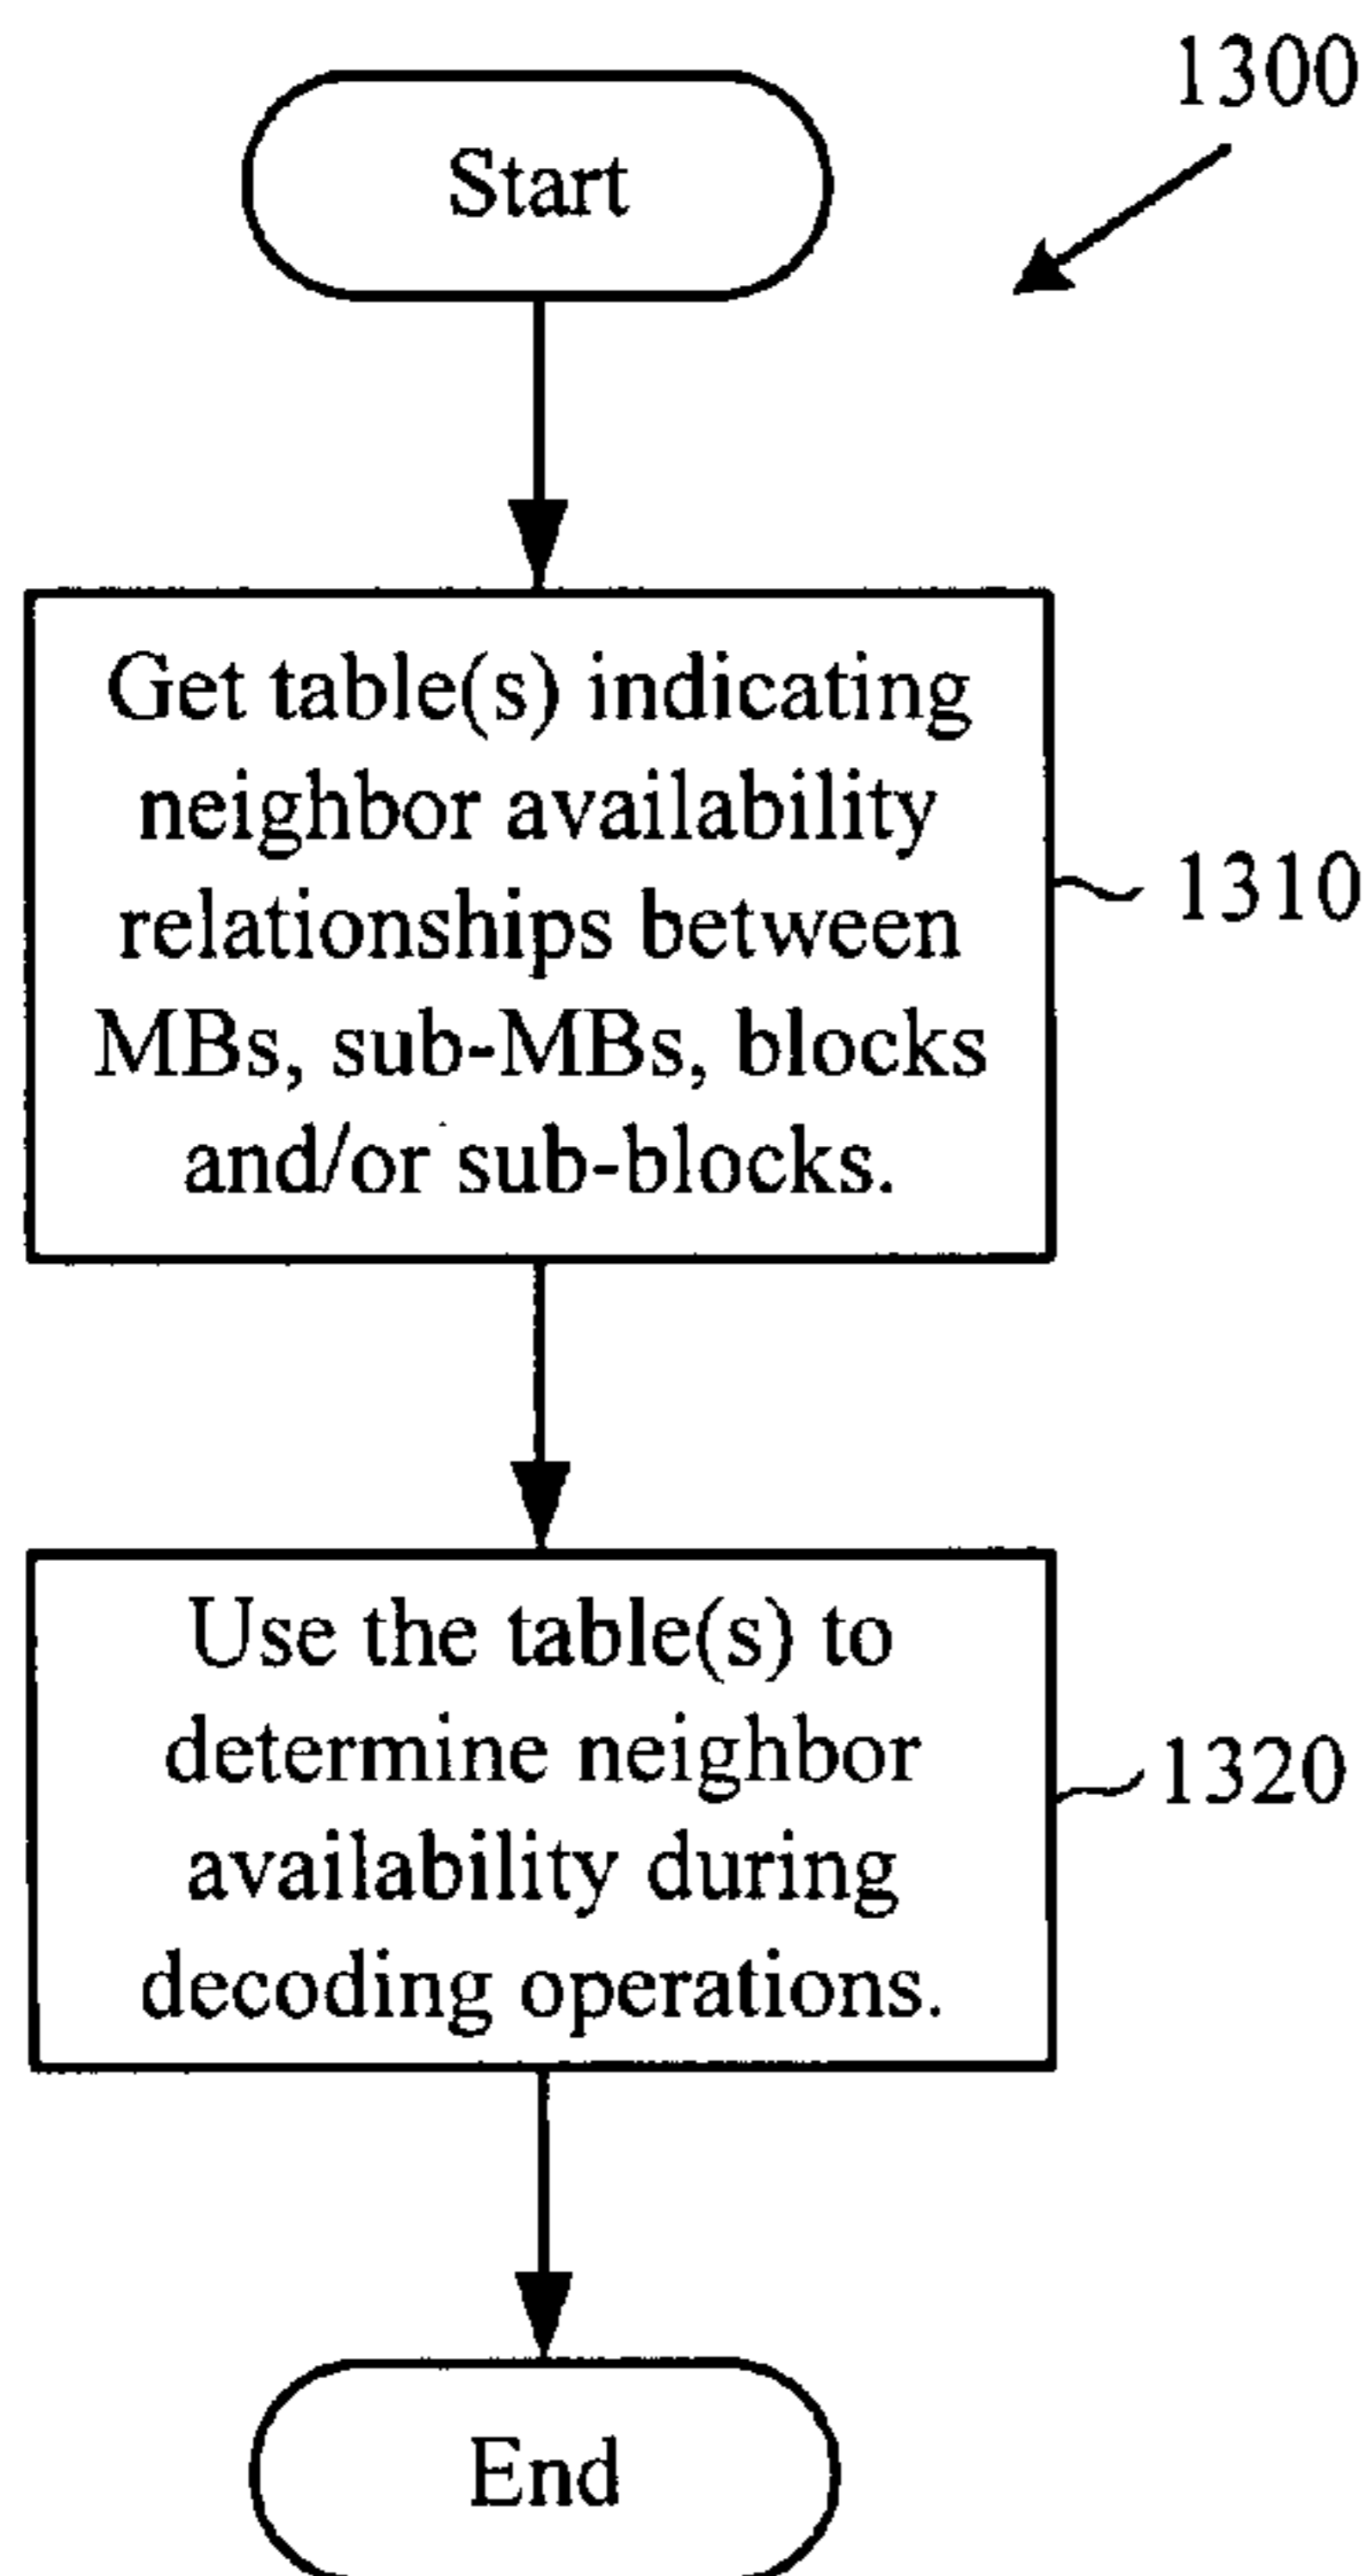 1300
Start
Get table(s) indicating
neighbor availability
relationships between
MBs, sub-MBs, blocks
and/or sub-blocks.
1310
Use the table(s) to
determine neighbor
availability during
decoding operations.
1320
End